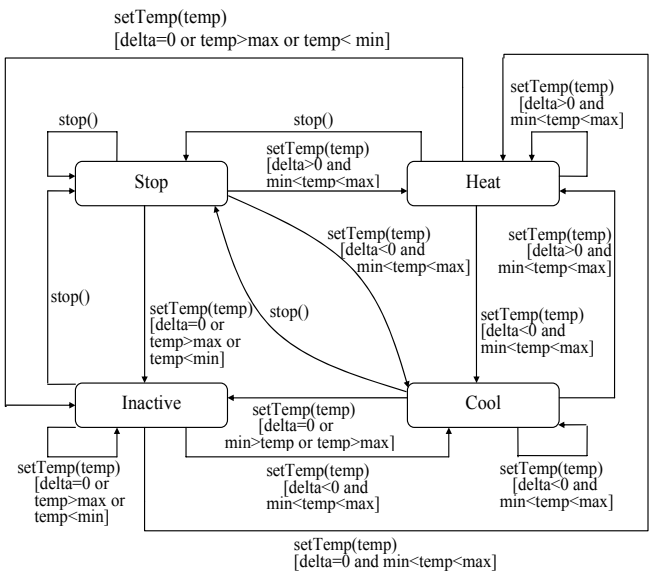 setTemp(temp)
[delta=0 or temp>max or temp< min]
setTemp(temp)
[delta>0 and
min<temp<max]
stop()
stop()
setTemp(temp)
[delta>0 and
min<temp<max]
Stop
Heat
setTemp(temp)
[delta<0 and
min<temp<max]
setTemp(temp)
[delta>0 and
min<temp<max]
stop()
setTemp(temp)
[delta=0 or
temp>max or
temp<min]
stop()
setTemp(temp)
[delta<0 and
min<temp<max]
Inactive
Cool
setTemp(temp)
[delta=0 or
min>temp or temp>max]
setTemp(temp)
[delta=0 or
temp>max or
temp<min]
setTemp(temp)
[delta<0 and
min<temp<max]
setTemp(temp)
[delta<0 and
min<temp<max]
setTemp(temp)
[delta=0 and min<temp<max]